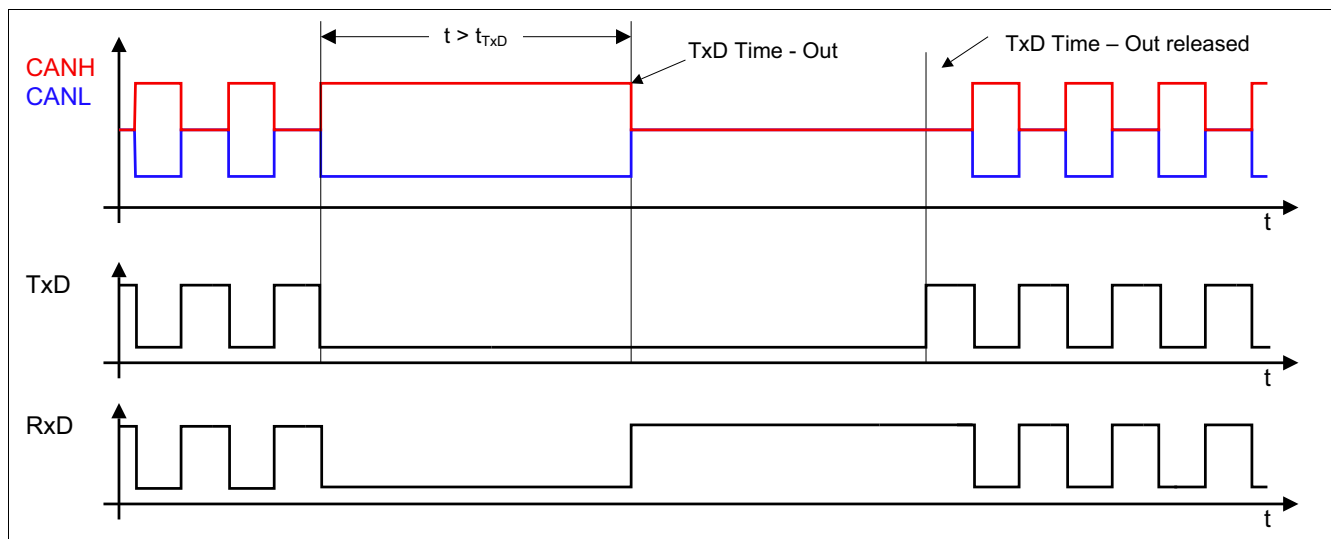 t > tTxD
TxD Time - Out
TxD Time – Out released
CANH
CANL
t
TxD
t
RxD
t